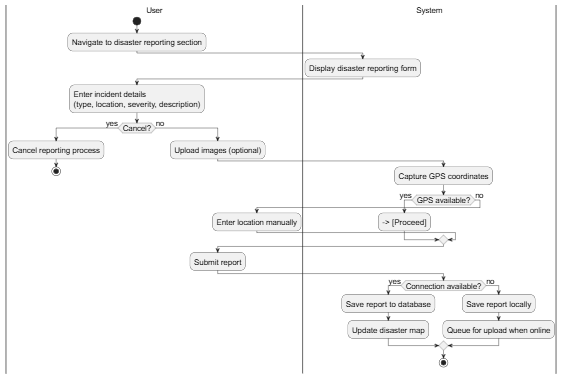 User
System
Navigate to disaster reporting section
Display disaster reporting form
Enter incident details
(type, location, severity, description)
yes
Cancel?
no
Cancel reporting process
Upload images (optional)
Capture GPS coordinates
yes
GPS available?
no
Enter location manually
-> [Proceed]
Submit report
yes
Connection available?
no
Save report to database
Save report locally
Update disaster map
Queue for upload when online